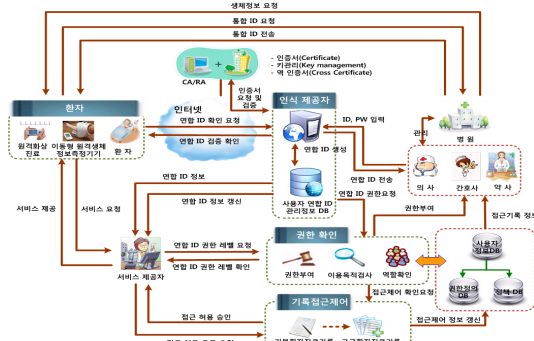 생체정보 요청
통합 ID 요청
통합 ID 전송
- 인증서(Certificate)
- 키관리(Key management)
- 역 인증서(Cross Certificate)
CA/RA
인증서
요청 및
검증
환자
인터넷
인식 제공자
연합 ID 확인 요청
연합 ID 검증 확인
ID, PW 입력
관리
병 원
원격화상
진료
이동형 원격생체
정보측정기기
환 자
연합 ID 생성
연합 ID 전송
의 사
간호사
약 사
연합 ID 정보
연합 ID 정보 갱신
사용자 연합 ID
관리정보 DB
연합 ID 권한요청
서비스 제공
서비스 요청
권한부여
접근기록 정보
권한 확인
연합 ID 권한 레벨 요청
연합 ID 권한 레벨 확인
서비스 제공자
권한부여
이용목적검사
역할확인
사용자
정보DB
권한정의
DB
정책 DB
접근제어 확인요청
기록접근제어
접근 허용 승인
접근제어 정보 갱신